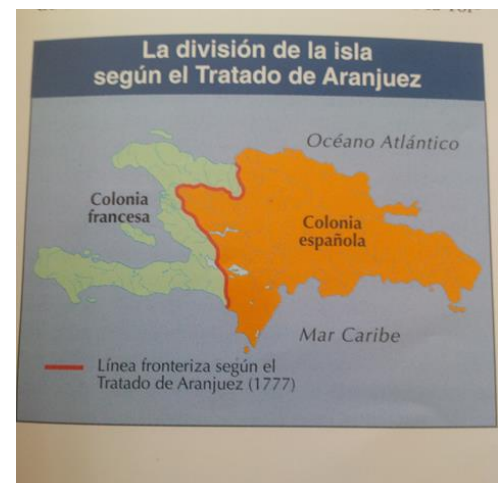 La división de la isla
según el Tratado de Aranjuez
Océano Atlántico
Colonia
francesa
Colonia
española
Mar Caribe
Línea fronteriza según el
Tratado de Aranjuez (1777)